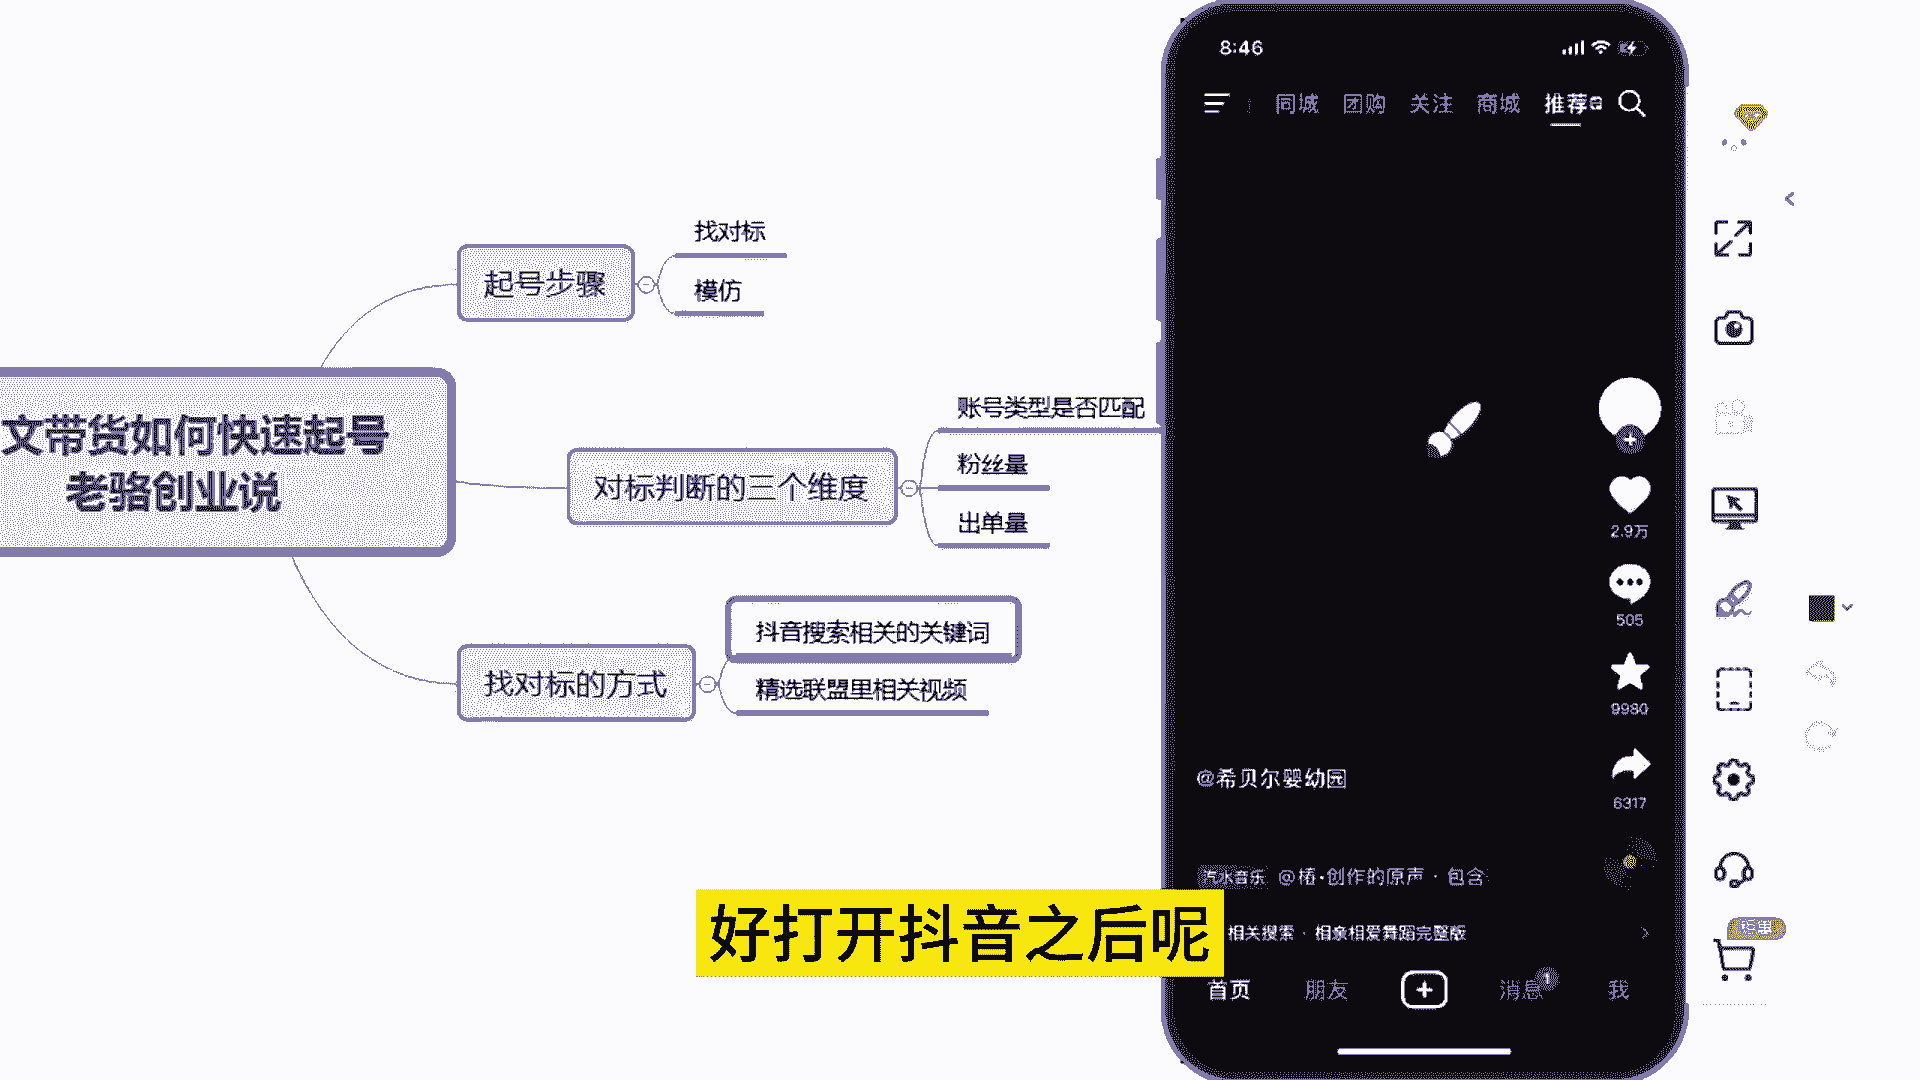 起号步骤
找对标
模仿
文带货如何快速起号
老骆创业说
对标判断的三个维度
账号类型是否匹配
粉丝量
出单量
找对标的方式
抖音搜索相关的关键词
精选联盟里相关视频
8:46
同城 团购 关注 商城 推荐
2.9万
505
9980
6317
@希贝尔婴幼园
汽水音乐 @椿·创作的原声 · 包含
相关搜索 · 相亲相爱舞蹈完整版
首页 朋友 消息 1 我
好打开抖音之后呢